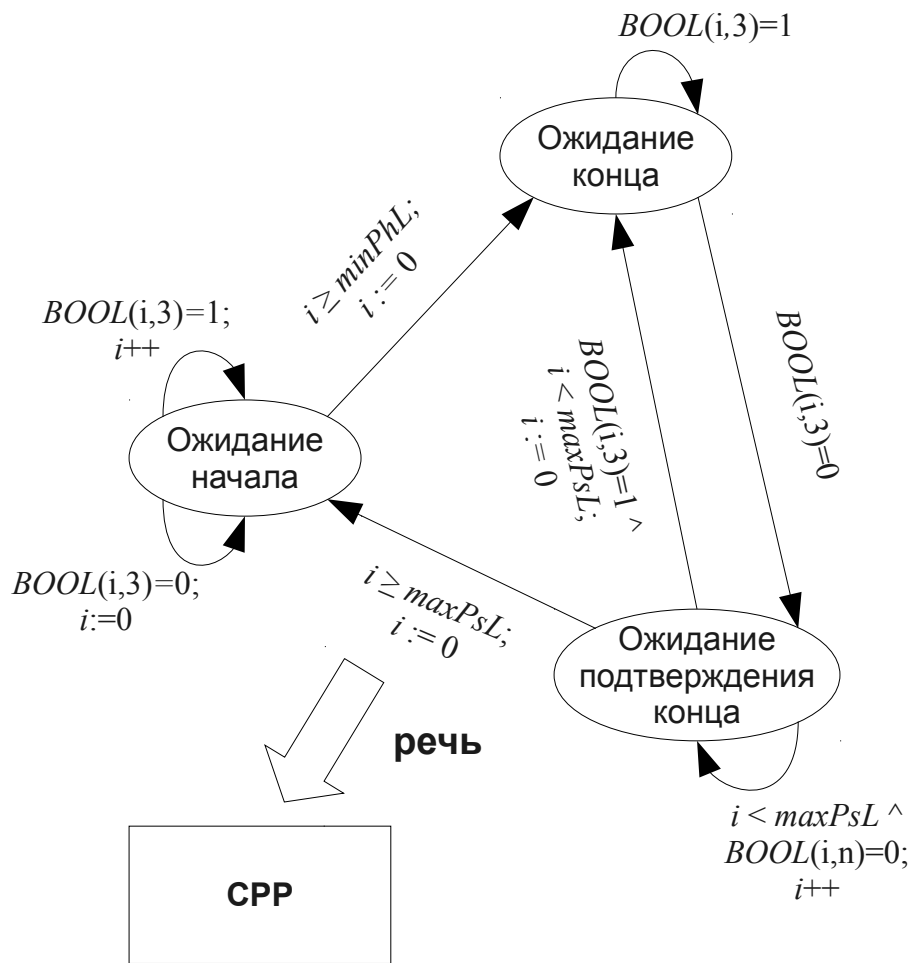 BOOL(i,3)=1
Ожидание
конца
i ≥ minPhL;
i := 0
BOOL(i,3)=1;
i++
BOOL(i,3)=1 ^
i < maxPsL;
i := 0
BOOL(i,3)=0
Ожидание
начала
BOOL(i,3)=0;
i:=0
i ≥ maxPsL;
i := 0
Ожидание
подтверждения
конца
речь
i < maxPsL ^
BOOL(i,n)=0;
i++
СРР